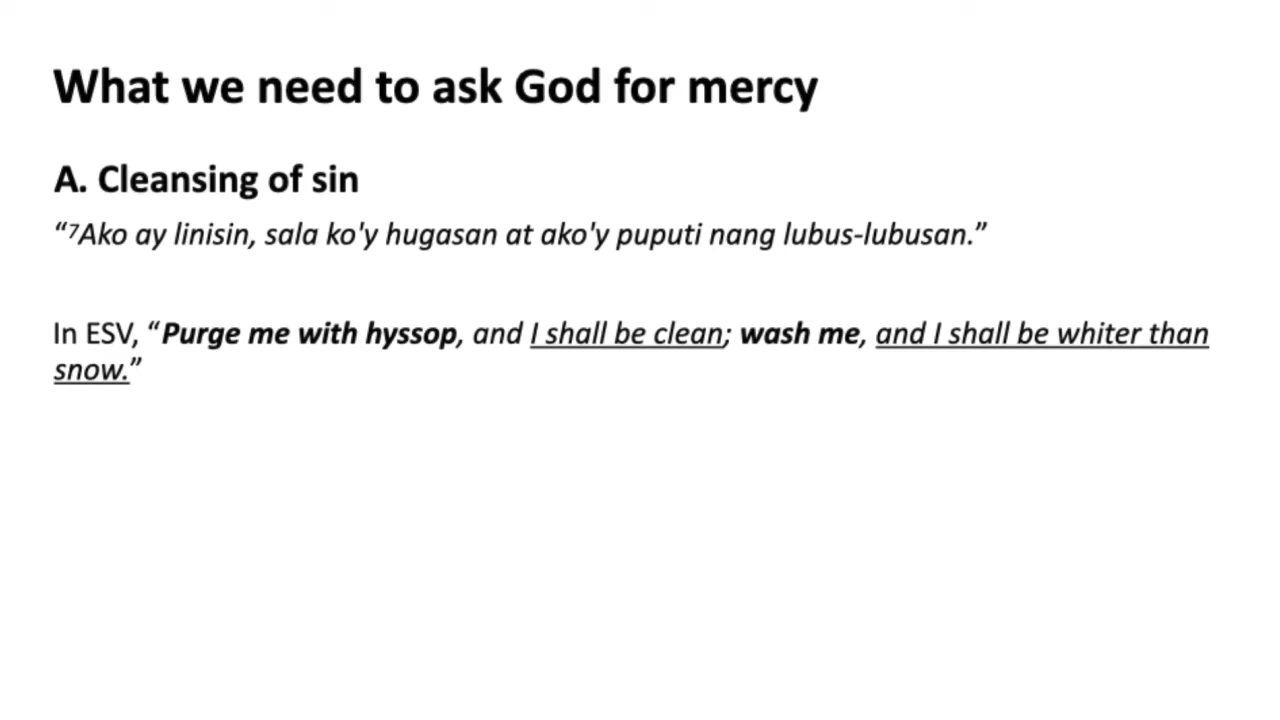 What we need to ask God for mercy
A. Cleansing of sin
“⁷Ako ay linisin, sala ko'y hugasan at ako'y puputi nang lubus-lubusan.”
In ESV, “Purge me with hyssop, and I shall be clean; wash me, and I shall be whiter than
snow.”